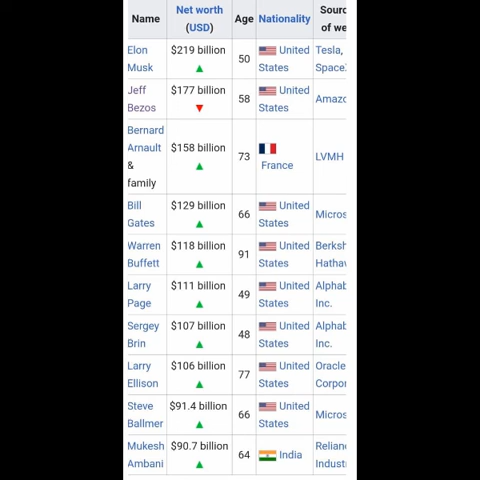 Name Net worth (USD) Age Nationality Sourc of we
Elon Musk $219 billion 50 United States Tesla, Space
Jeff Bezos $177 billion 58 United States Amazo
Bernard Arnault & family $158 billion 73 France LVMH
Bill Gates $129 billion 66 United States Micros
Warren Buffett $118 billion 91 United States Berksh Hathav
Larry Page $111 billion 49 United States Alphab Inc.
Sergey Brin $107 billion 48 United States Alphab Inc.
Larry Ellison $106 billion 77 United States Oracle Corpor
Steve Ballmer $91.4 billion 66 United States Micros
Mukesh Ambani $90.7 billion 64 India Relianc Industr